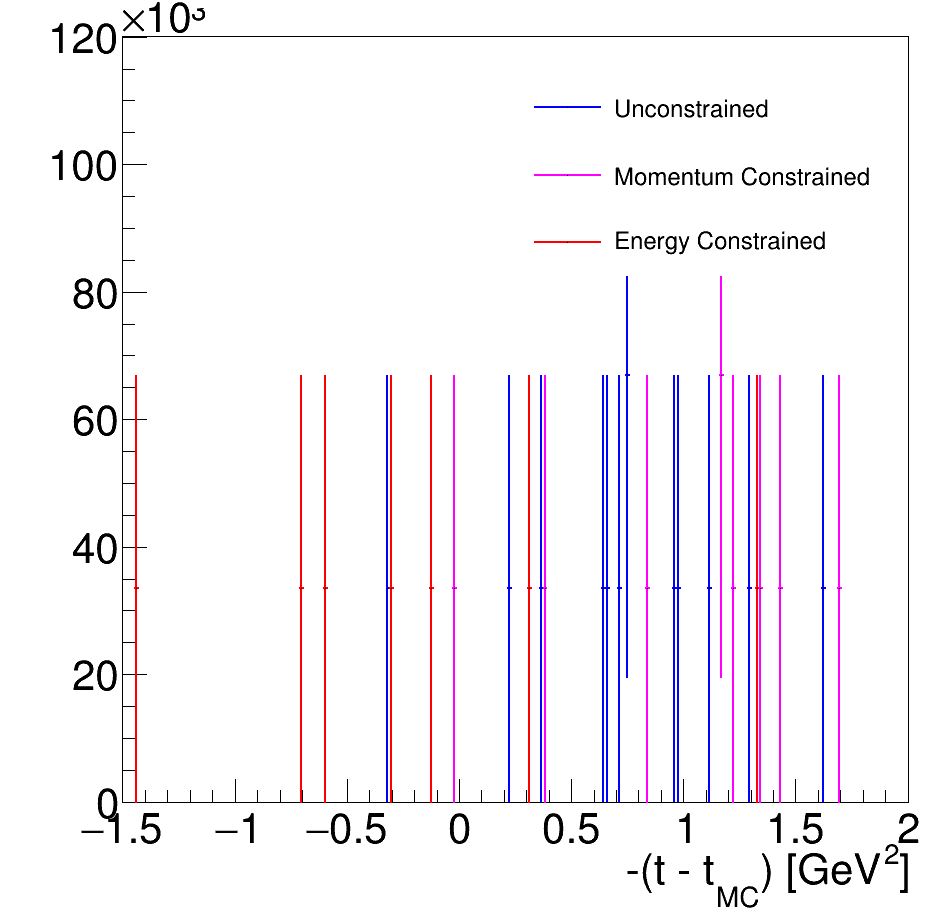 ×10³
120
100
80
60
40
20
0
−1.5 −1 −0.5 0 0.5 1 1.5 2
-(t - t_MC) [GeV²]
Unconstrained
Momentum Constrained
Energy Constrained